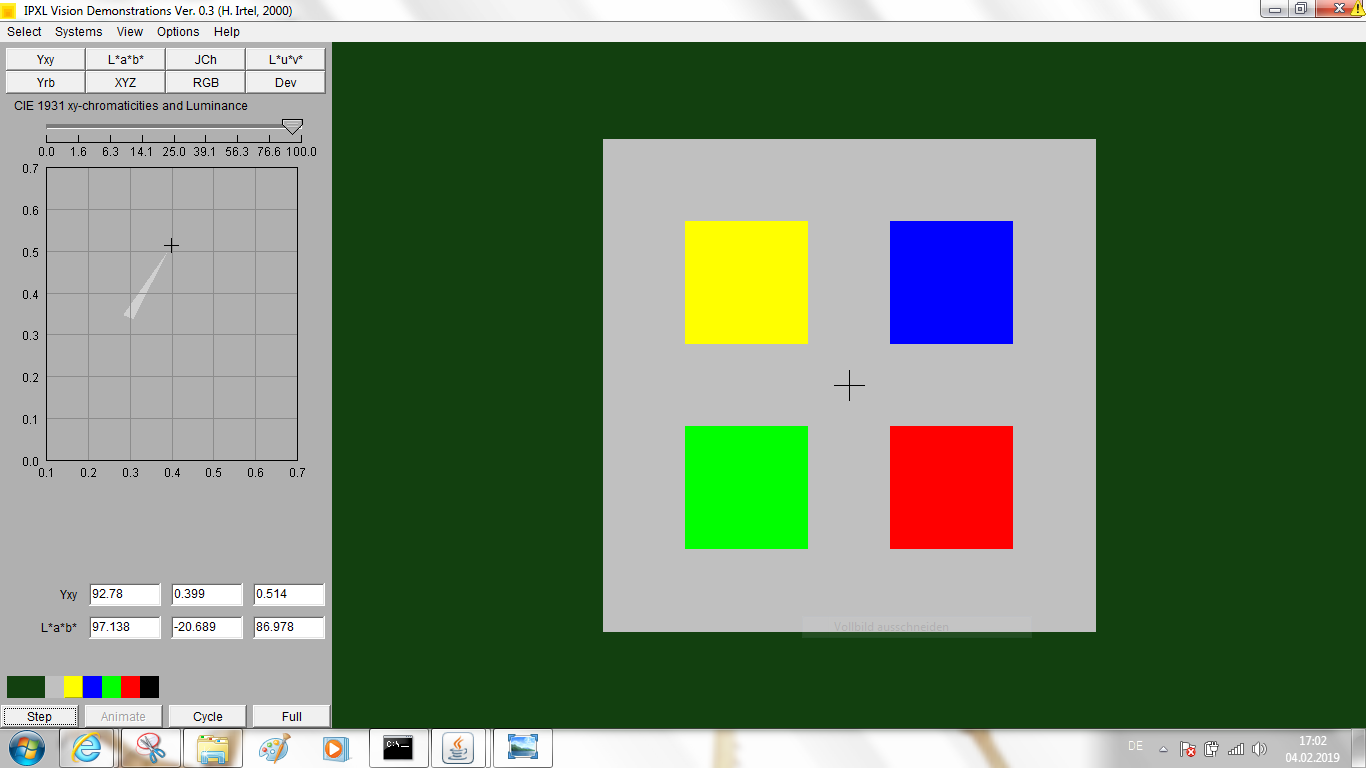 IPXL Vision Demonstrations Ver. 0.3 (H. Irtel, 2000)
Select Systems View Options Help
Yxy L*a*b* JCh L*u*v*
Yrb XYZ RGB Dev
CIE 1931 xy-chromaticities and Luminance
0.0 1.6 6.3 14.1 25.0 39.1 56.3 76.6 100.0
0.7
0.6
0.5
0.4
0.3
0.2
0.1
0.0
0.1 0.2 0.3 0.4 0.5 0.6 0.7
Yxy 92.78 0.399 0.514
L*a*b* 97.138 -20.689 86.978
Vollbild ausschneiden
Step Animate Cycle Full
C:\_
DE
17:02
04.02.2019